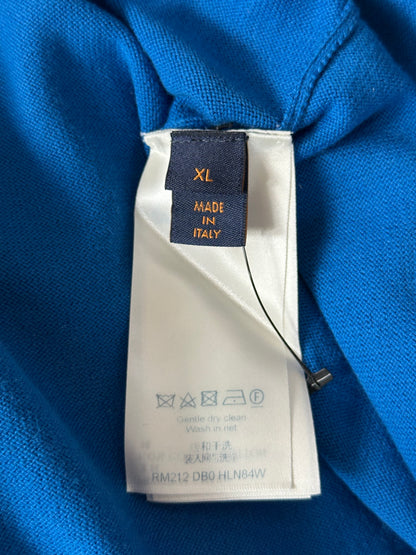 XL
MADE
IN
ITALY
Gentle dry clean
Wash in net
RM212 DB0 HLN84W